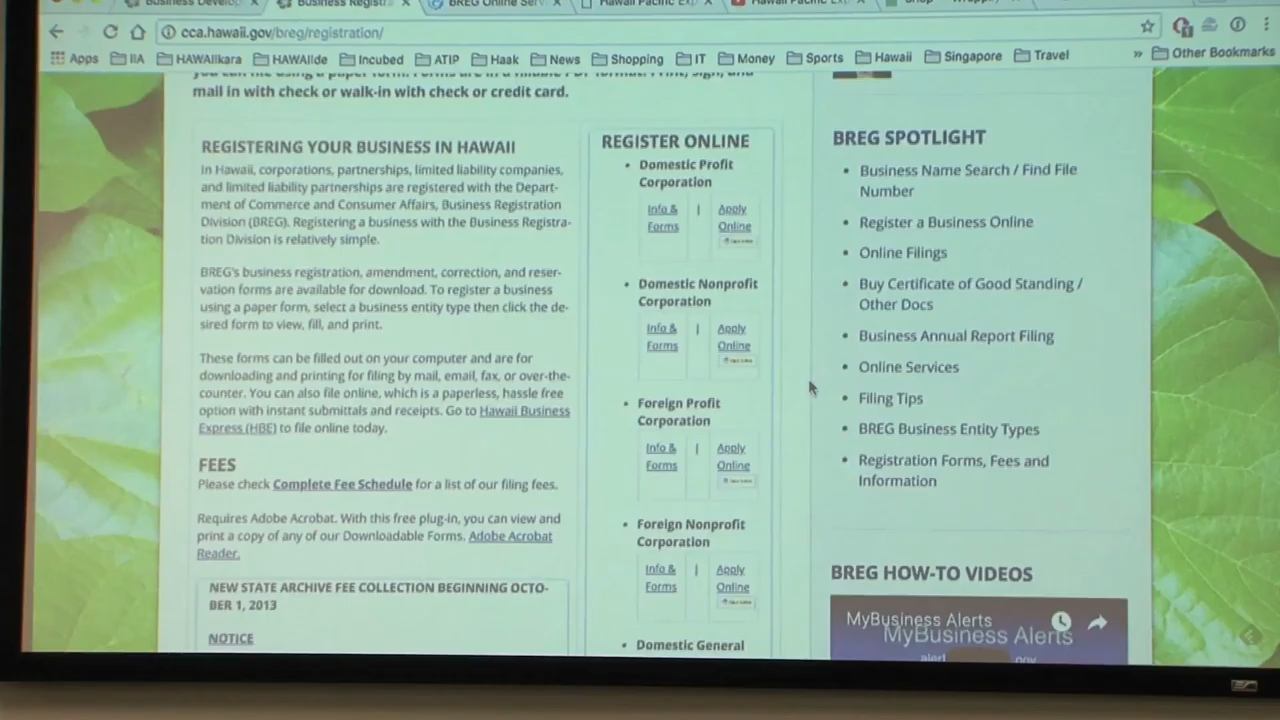 Business Develop
Business Registr
BREG Online Serv
Hawaii Pacific Exp
Hawaii Pacific Exp
cca.hawaii.gov/breg/registration/
Apps IIA HAWAIIkara HAWAIIde Incubed ATIP Haak News Shopping IT Money Sports Hawaii Singapore Travel » Other Bookmarks
mail in with check or walk-in with check or credit card.
REGISTERING YOUR BUSINESS IN HAWAII
In Hawaii, corporations, partnerships, limited liability companies,
and limited liability partnerships are registered with the Depart-
ment of Commerce and Consumer Affairs, Business Registration
Division (BREG). Registering a business with the Business Registra-
tion Division is relatively simple.
BREG's business registration, amendment, correction, and reser-
vation forms are available for download. To register a business
using a paper form, select a business entity type then click the de-
sired form to view, fill, and print.
These forms can be filled out on your computer and are for
downloading and printing for filing by mail, email, fax, or over-the-
counter. You can also file online, which is a paperless, hassle free
option with instant submittals and receipts. Go to Hawaii Business
Express (HBE) to file online today.
FEES
Please check Complete Fee Schedule for a list of our filing fees.
Requires Adobe Acrobat. With this free plug-in, you can view and
print a copy of any of our Downloadable Forms. Adobe Acrobat
Reader.
NEW STATE ARCHIVE FEE COLLECTION BEGINNING OCTO-
BER 1, 2013
NOTICE
REGISTER ONLINE
• Domestic Profit
Corporation
Info & | Apply
Forms Online
• Domestic Nonprofit
Corporation
Info & | Apply
Forms Online
• Foreign Profit
Corporation
Info & | Apply
Forms Online
• Foreign Nonprofit
Corporation
Info & | Apply
Forms Online
• Domestic General
BREG SPOTLIGHT
• Business Name Search / Find File
Number
• Register a Business Online
• Online Filings
• Buy Certificate of Good Standing /
Other Docs
• Business Annual Report Filing
• Online Services
• Filing Tips
• BREG Business Entity Types
• Registration Forms, Fees and
Information
BREG HOW-TO VIDEOS
MyBusiness Alerts
MyBusiness Alerts